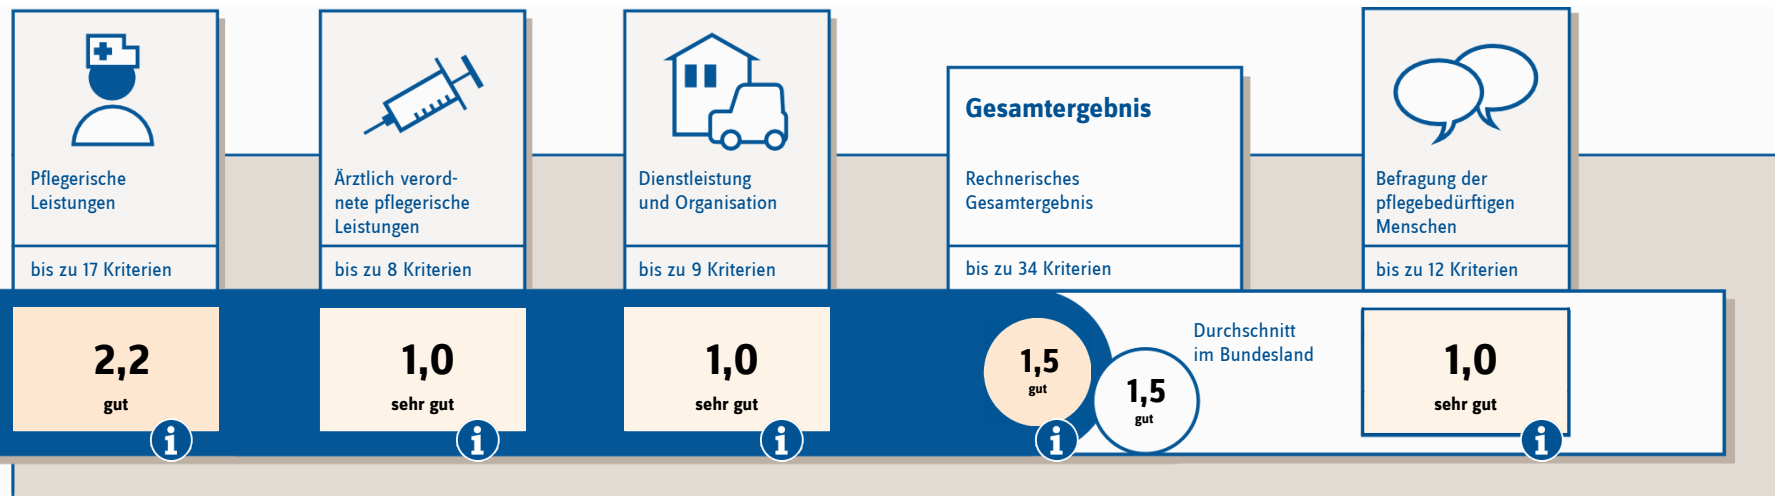 Pflegerische
Leistungen
bis zu 17 Kriterien
2,2
gut
i
Ärztlich verord-
nete pflegerische
Leistungen
bis zu 8 Kriterien
1,0
sehr gut
i
Dienstleistung
und Organisation
bis zu 9 Kriterien
1,0
sehr gut
i
Gesamtergebnis
Rechnerisches
Gesamtergebnis
bis zu 34 Kriterien
1,5
gut
i
1,5
gut
Durchschnitt
im Bundesland
Befragung der
pflegebedürftigen
Menschen
bis zu 12 Kriterien
1,0
sehr gut
i